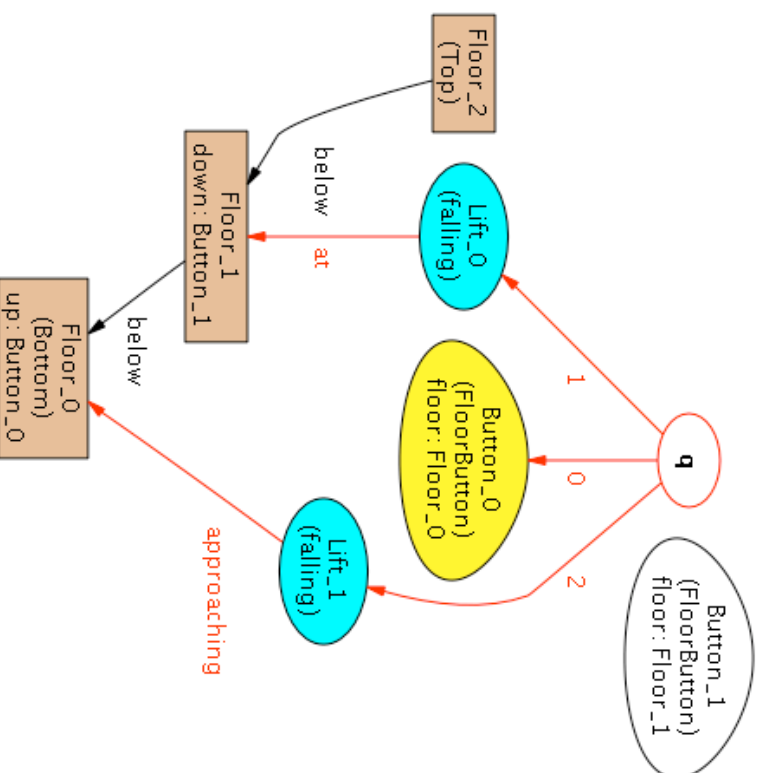 q
Button_1
(FloorButton)
floor: Floor_1
1
0
2
Floor_2
(Top)
Lift_0
(falling)
Button_0
(FloorButton)
floor: Floor_0
below
at
Lift_1
(falling)
Floor_1
down: Button_1
approaching
below
Floor_0
(Bottom)
up: Button_0